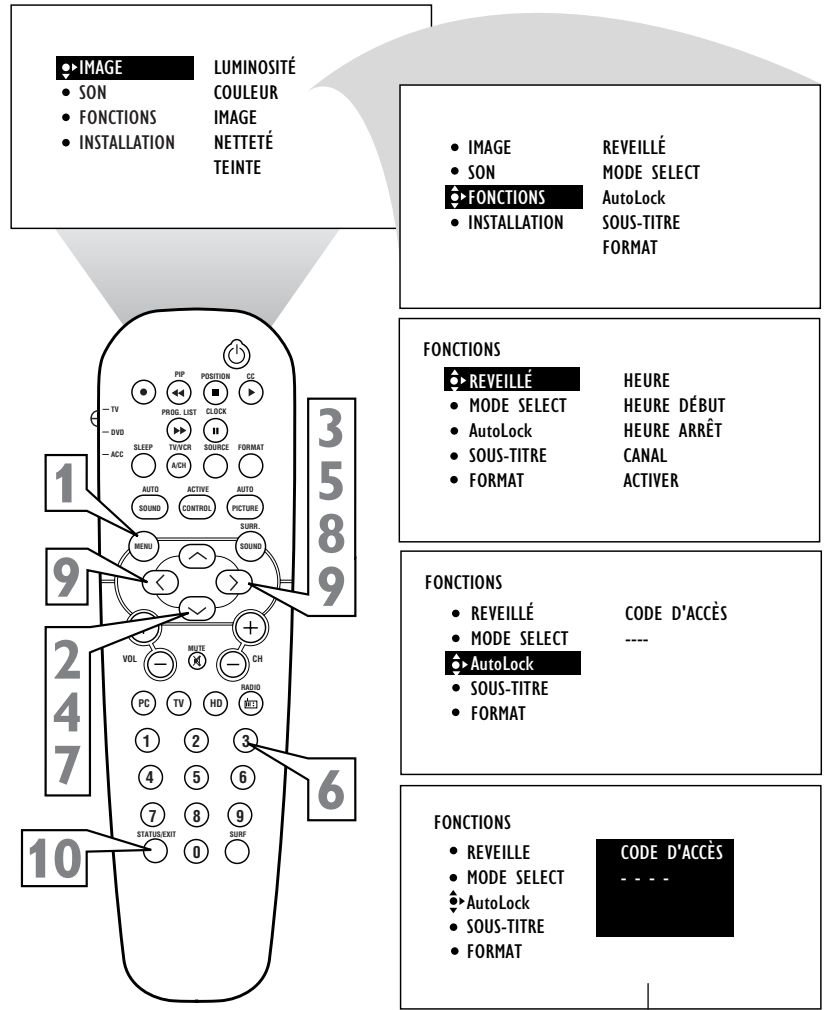 IMAGE LUMINOSITÉ
SON COULEUR
FONCTIONS IMAGE
INSTALLATION NETTETÉ
TEINTE
IMAGE REVEILLÉ
SON MODE SELECT
FONCTIONS AutoLock
INSTALLATION SOUS-TITRE
FORMAT
FONCTIONS
REVEILLÉ HEURE
MODE SELECT HEURE DÉBUT
AutoLock HEURE ARRÊT
SOUS-TITRE CANAL
FORMAT ACTIVER
FONCTIONS
REVEILLÉ CODE D'ACCÈS
MODE SELECT ----
AutoLock
SOUS-TITRE
FORMAT
FONCTIONS
REVEILLE CODE D'ACCÈS
MODE SELECT - - - -
AutoLock
SOUS-TITRE
FORMAT
PIP POSITION CC
TV
PROG. LIST CLOCK
DVD
ACC
SLEEP TV/VCR SOURCE FORMAT
A/CH
AUTO ACTIVE AUTO
SOUND CONTROL PICTURE
SURR.
MENU SOUND
VOL MUTE CH
RADIO
PC TV HD
1 2 3
4 5 6
7 8 9
STATUS/EXIT SURF
0
1
9
2
4
7
10
3
5
8
9
6